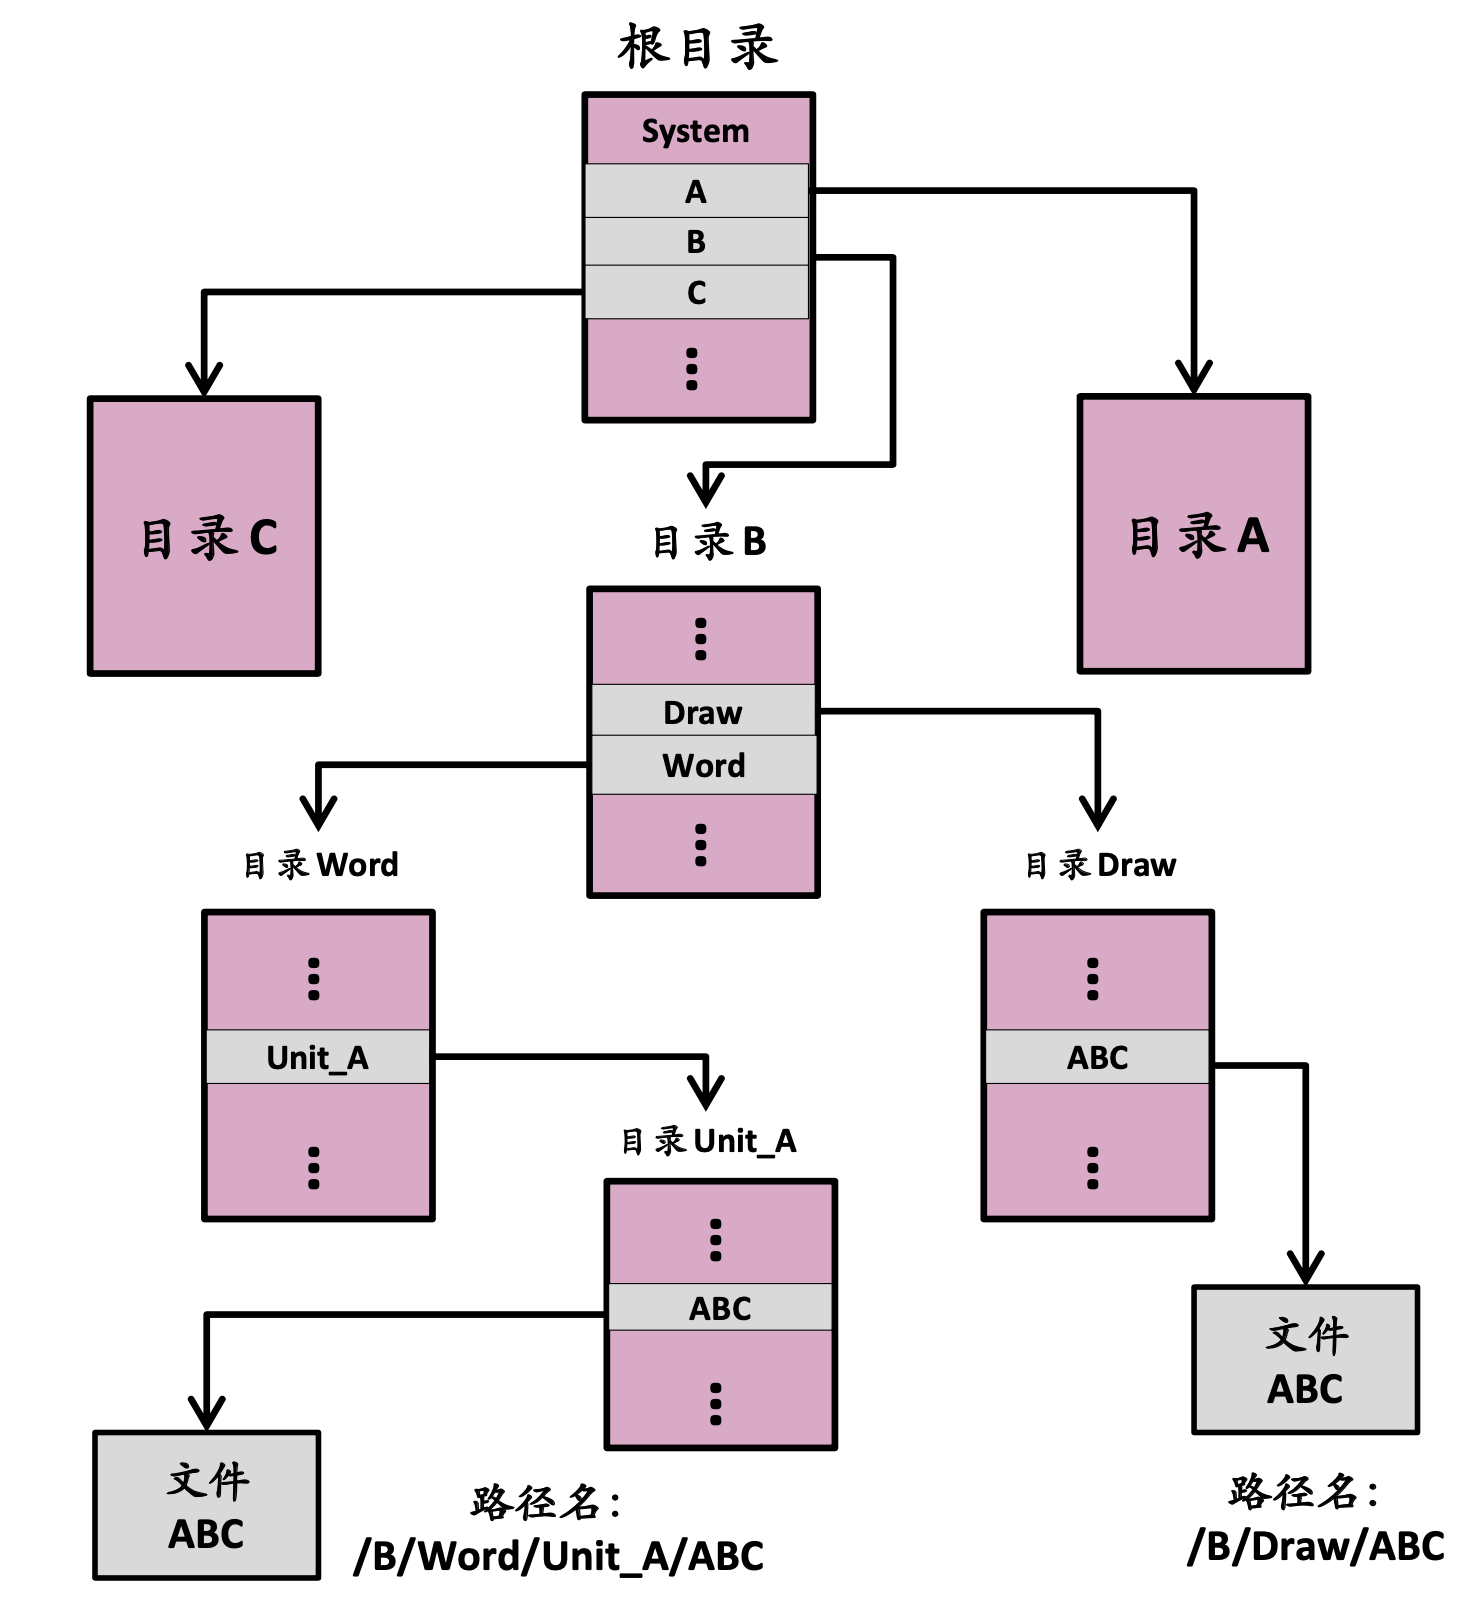 根目录
System
A
B
C
目录C
目录A
目录B
Draw
Word
目录Word
目录Draw
Unit_A
ABC
目录Unit_A
ABC
文件
ABC
文件
ABC
路径名:
/B/Word/Unit_A/ABC
路径名:
/B/Draw/ABC